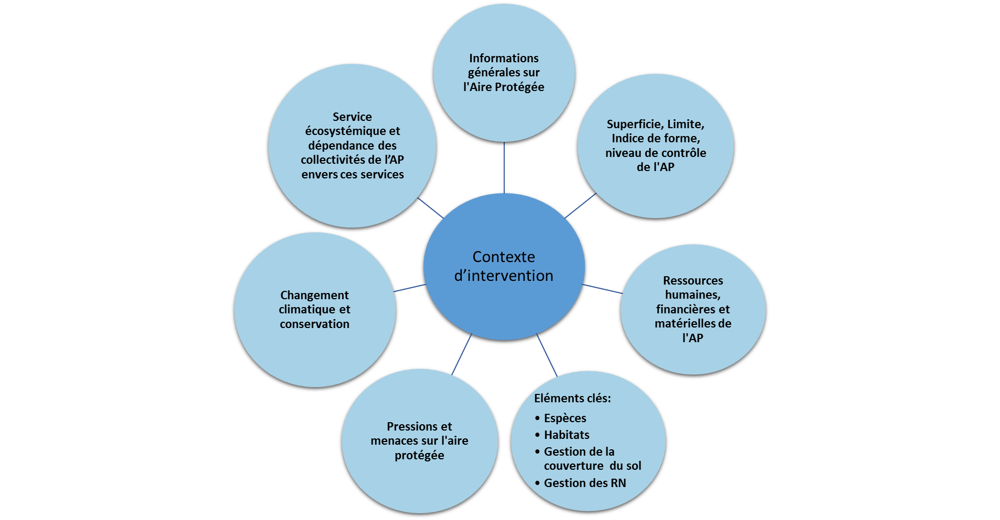 Informations
générales sur
l'Aire Protégée
Superficie, Limite,
Indice de forme,
niveau de contrôle
de l'AP
Ressources
humaines,
financières et
matérielles de
l'AP
Eléments clés:
• Espèces
• Habitats
• Gestion de la
couverture du sol
• Gestion des RN
Pressions et
menaces sur l'aire
protégée
Changement
climatique et
conservation
Service
écosystémique et
dépendance des
collectivités de l’AP
envers ces services
Contexte
d’intervention